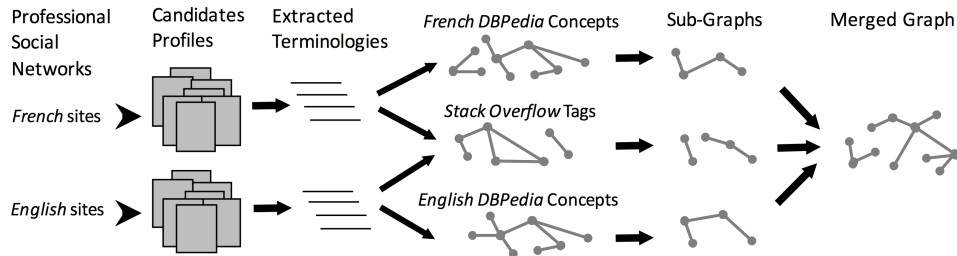 Professional
Social
Networks
Candidates
Profiles
Extracted
Terminologies
French DBPedia Concepts
Sub-Graphs
Merged Graph
French sites
Stack Overflow Tags
English sites
English DBPedia Concepts